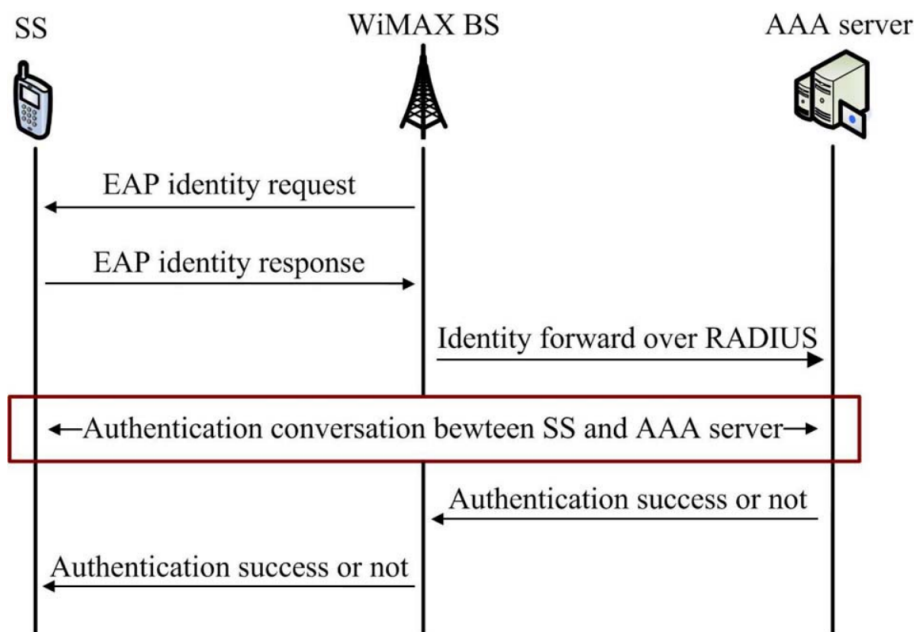 SS
WiMAX BS
AAA server
EAP identity request
EAP identity response
Identity forward over RADIUS
Authentication conversation bewteen SS and AAA server
Authentication success or not
Authentication success or not